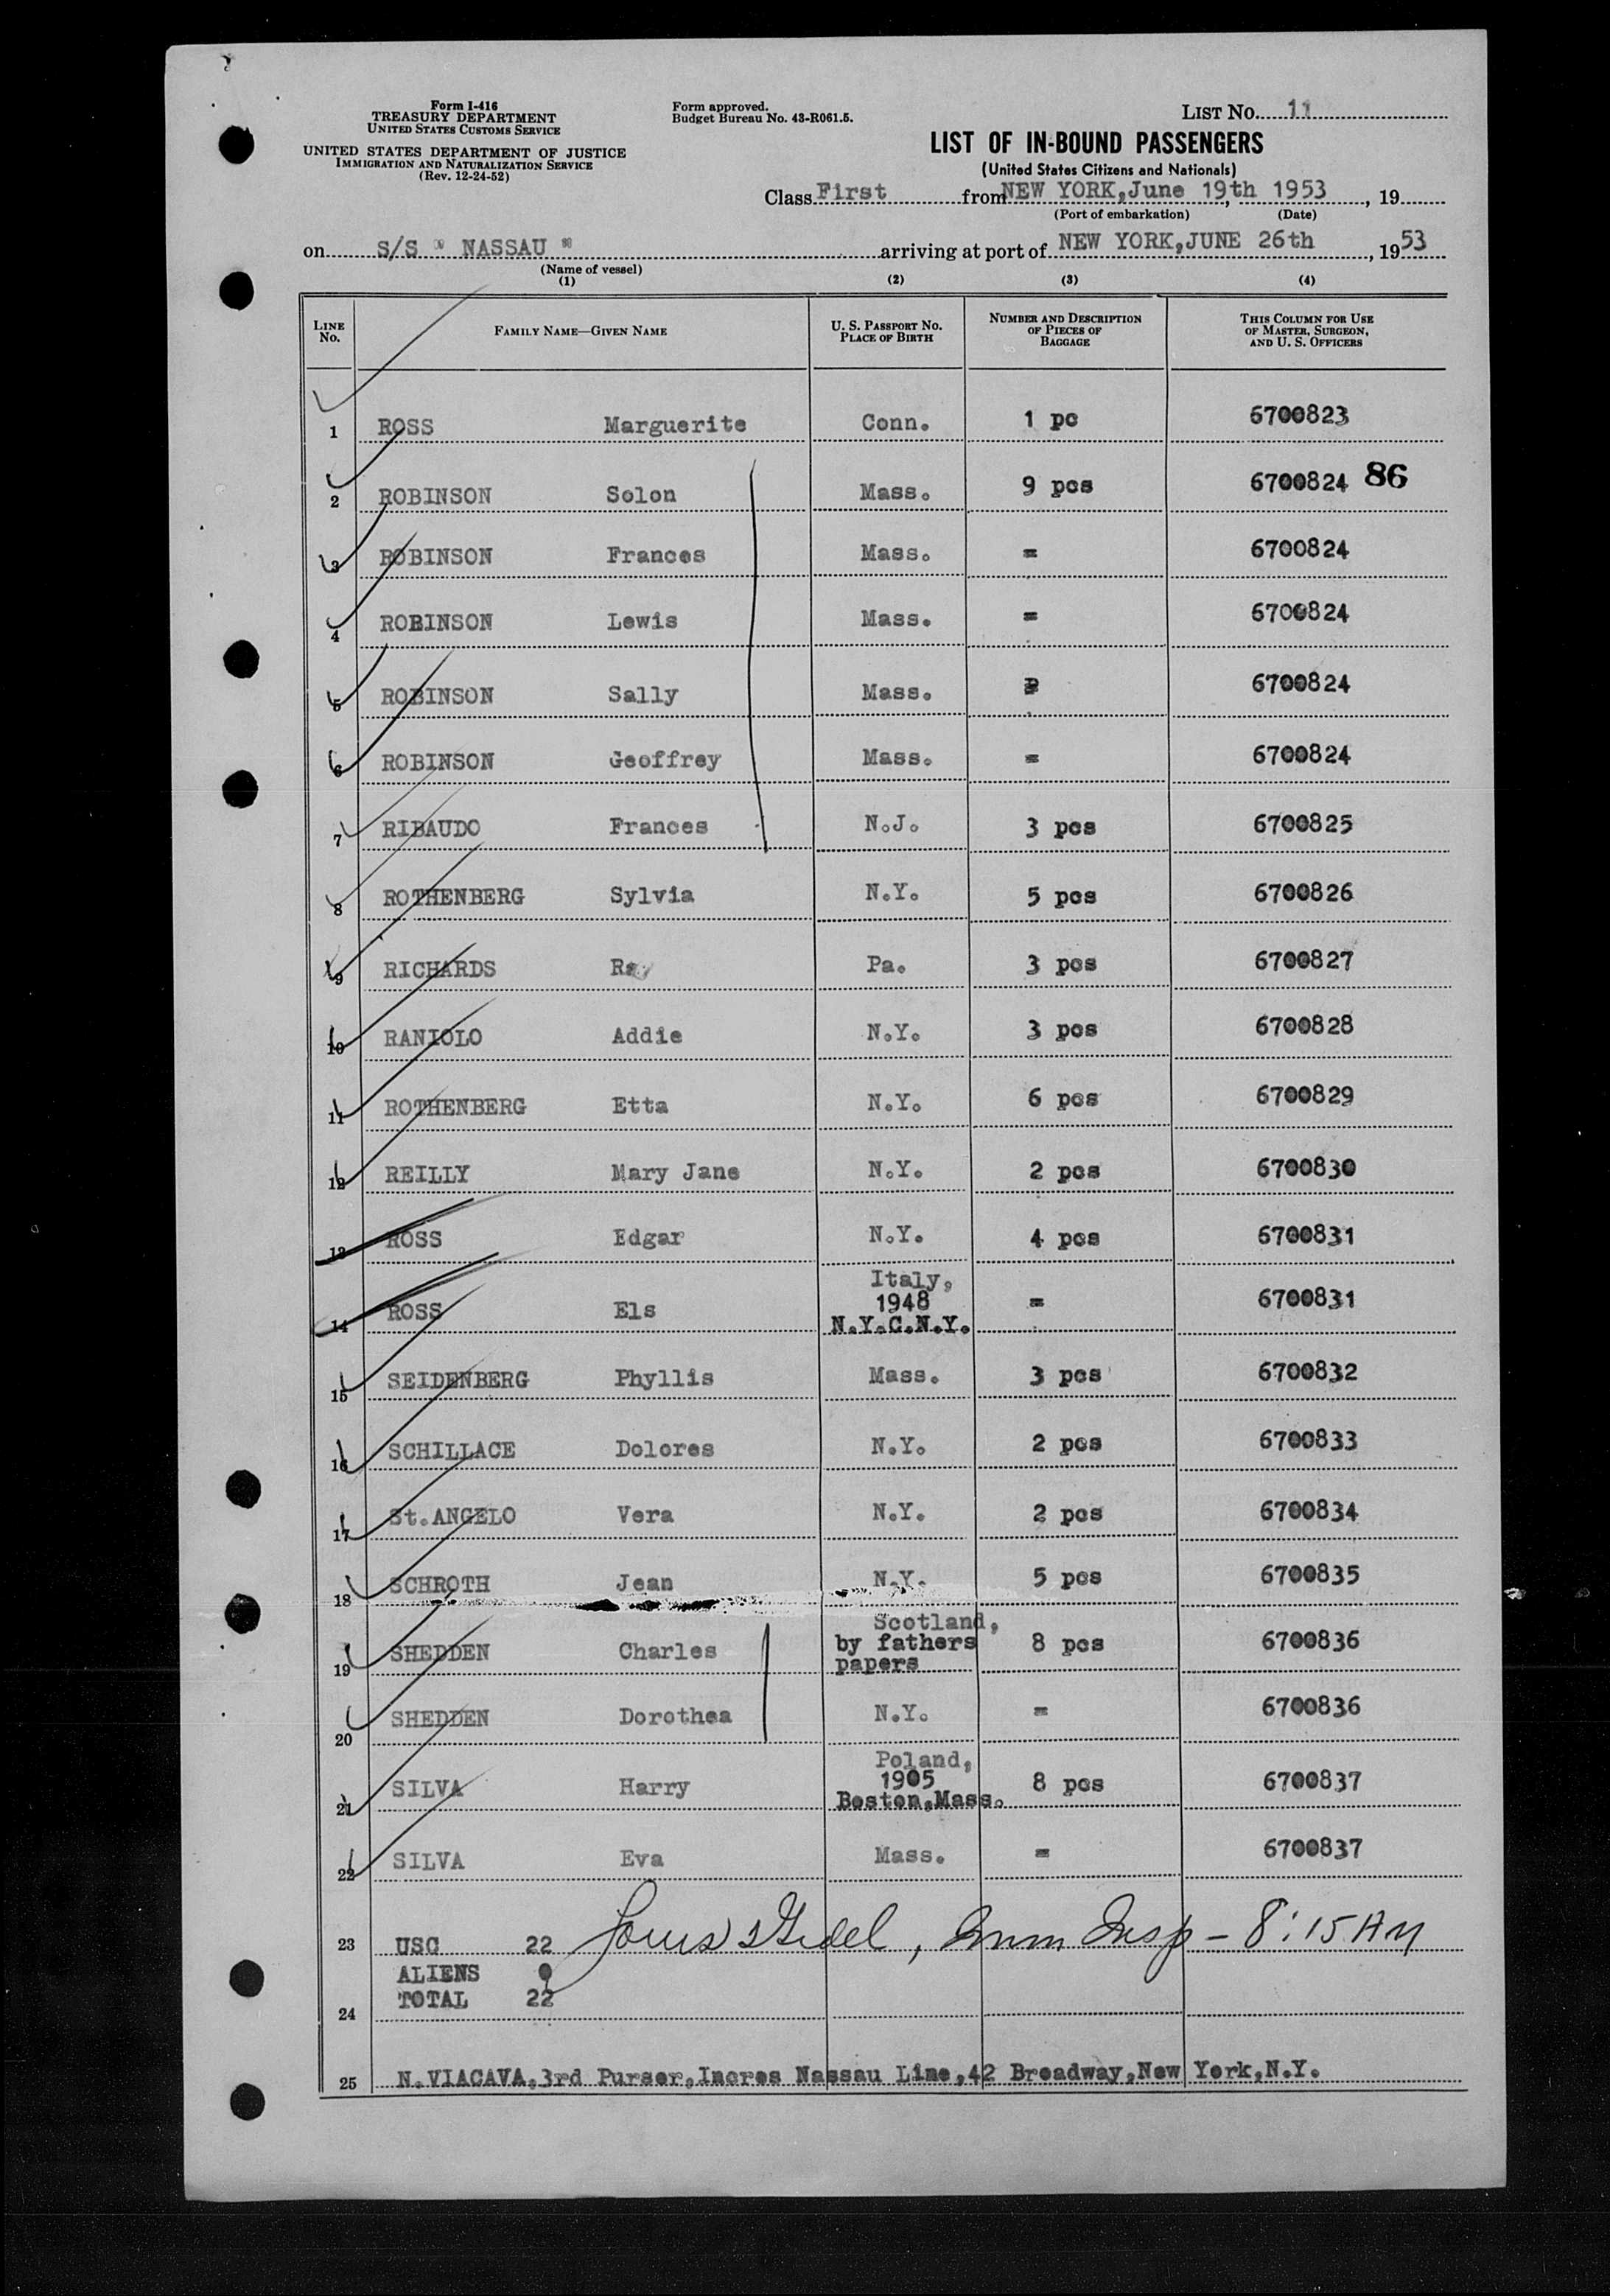 Form I-416
TREASURY DEPARTMENT
UNITED STATES CUSTOMS SERVICE
UNITED STATES DEPARTMENT OF JUSTICE
IMMIGRATION AND NATURALIZATION SERVICE
(Rev. 12-24-52)
Form approved.
Budget Bureau No. 43-R061.5.
LIST No. 11
LIST OF IN-BOUND PASSENGERS
(United States Citizens and Nationals)
Class First from NEW YORK, June 19th 1953, 19
(Port of embarkation) (Date)
on S/S " NASSAU " arriving at port of NEW YORK, JUNE 26th, 1953
(Name of vessel)
(1) (2) (3) (4)
LINE No. FAMILY NAME—GIVEN NAME U. S. PASSPORT No. PLACE OF BIRTH NUMBER AND DESCRIPTION OF PIECES OF BAGGAGE THIS COLUMN FOR USE OF MASTER, SURGEON, AND U. S. OFFICERS
1 ROSS Marguerite Conn. 1 pc 6700823
2 ROBINSON Solon Mass. 9 pcs 6700824 86
3 ROBINSON Frances Mass. = 6700824
4 ROBINSON Lewis Mass. = 6700824
5 ROBINSON Sally Mass. 6700824
6 ROBINSON Geoffrey Mass. = 6700824
7 RIBAUDO Frances N.J. 3 pcs 6700825
8 ROTHENBERG Sylvia N.Y. 5 pcs 6700826
9 RICHARDS Ray Pa. 3 pcs 6700827
10 RANIOLO Addie N.Y. 3 pcs 6700828
11 ROTHENBERG Etta N.Y. 6 pcs 6700829
12 REILLY Mary Jane N.Y. 2 pcs 6700830
13 ROSS Edgar N.Y. 4 pcs 6700831
14 ROSS Els Italy, 1948 N.Y.C.N.Y. = 6700831
15 SEIDENBERG Phyllis Mass. 3 pcs 6700832
16 SCHILLACE Dolores N.Y. 2 pcs 6700833
17 St.ANGELO Vera N.Y. 2 pcs 6700834
18 SCHROTH Jean N.Y. 5 pcs 6700835
19 SHEDDEN Charles Scotland, by fathers papers 8 pcs 6700836
20 SHEDDEN Dorothea N.Y. = 6700836
21 SILVA Harry Poland, 1905 Boston,Mass. 8 pcs 6700837
22 SILVA Eva Mass. = 6700837
23 USC 22 Louis , Imm Insp - 8:15 AM
ALIENS 0
TOTAL 22
24
25 N.VIACAVA,3rd Purser,Incres Nassau Line,42 Broadway,New York,N.Y.